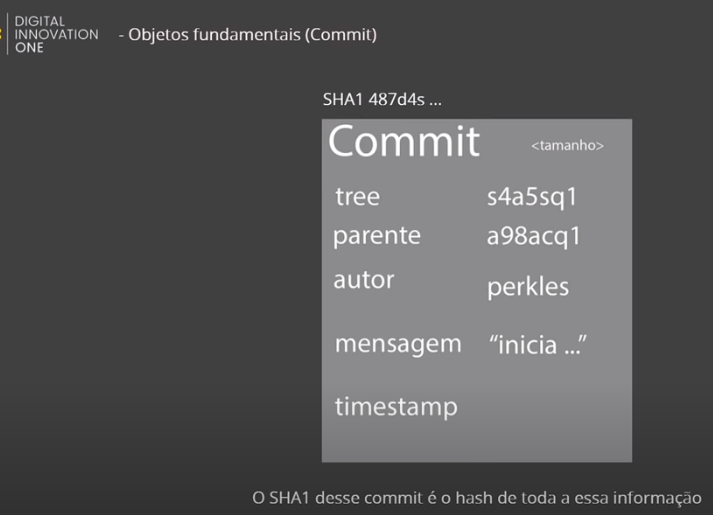 DIGITAL
INNOVATION
ONE
- Objetos fundamentais (Commit)
SHA1 487d4s ...
Commit <tamanho>
tree s4a5sq1
parente a98acq1
autor perkles
mensagem “inicia ...”
timestamp
O SHA1 desse commit é o hash de toda a essa informação